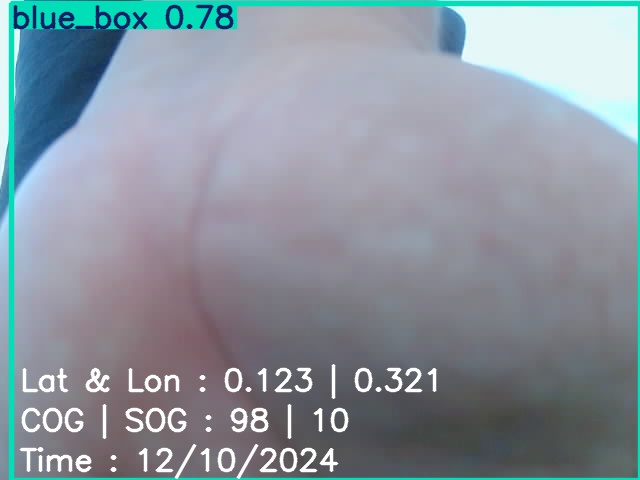 blue_box 0.78
Lat & Lon : 0.123 | 0.321
COG | SOG : 98 | 10
Time : 12/10/2024